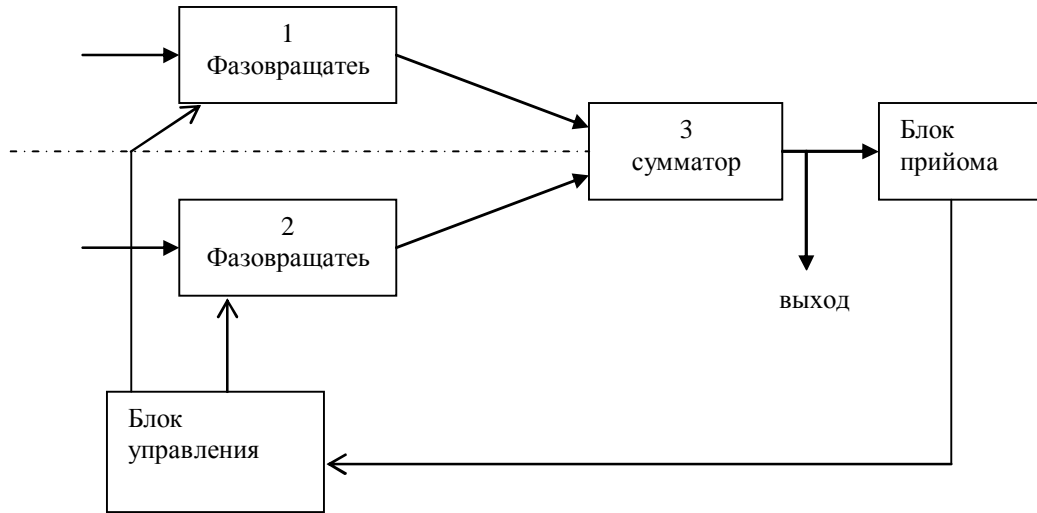 1
Фазовращатеь
3
сумматор
Блок
прийома
2
Фазовращатеь
выход
Блок
управления